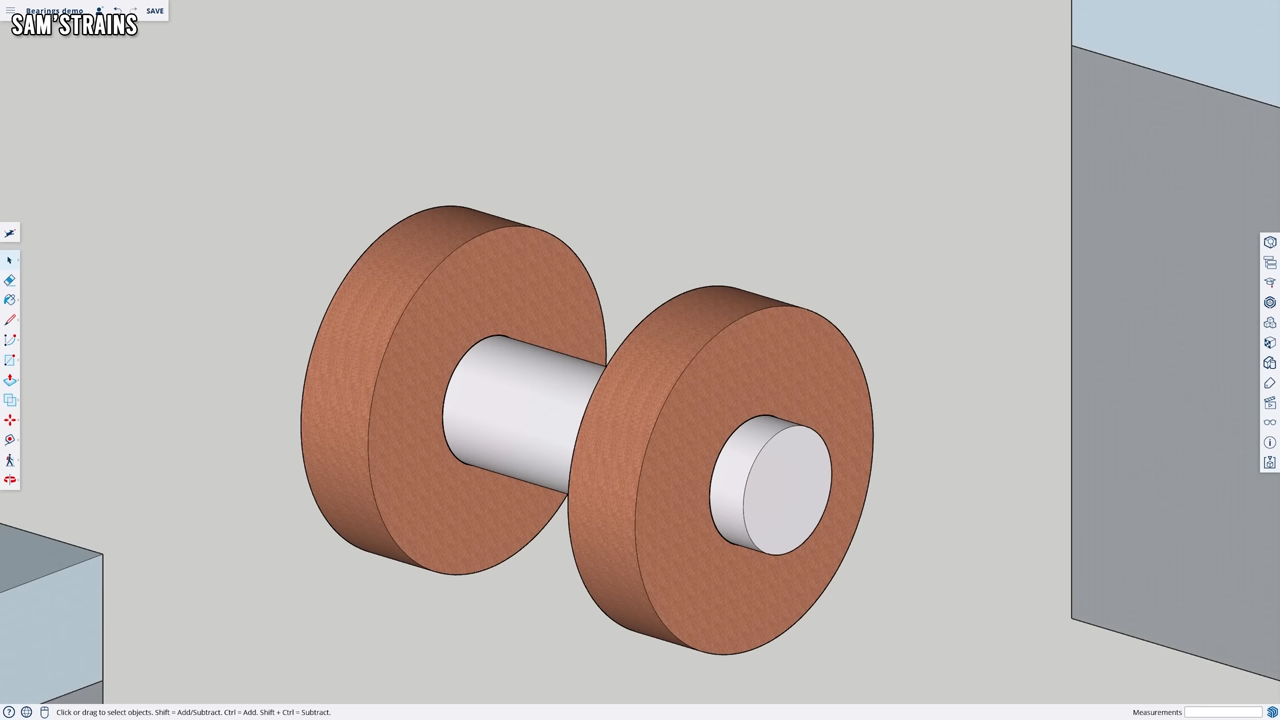 Bearings demo
SAVE
SAM'STRAINS
Click or drag to select objects. Shift = Add/Subtract. Ctrl = Add. Shift + Ctrl = Subtract.
Measurements